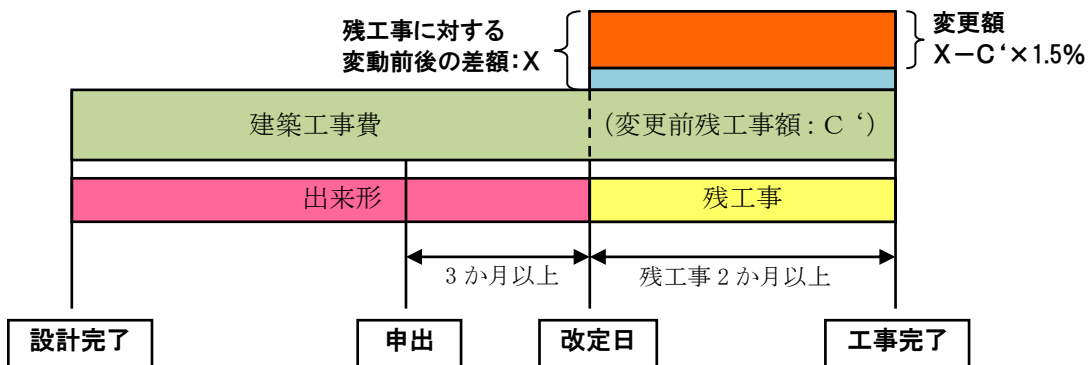 残工事に対する
変動前後の差額：X
変更額
X－C‘×1.5%
建築工事費
（変更前残工事額：C‘）
出来形
残工事
3か月以上
残工事2か月以上
設計完了
申出
改定日
工事完了